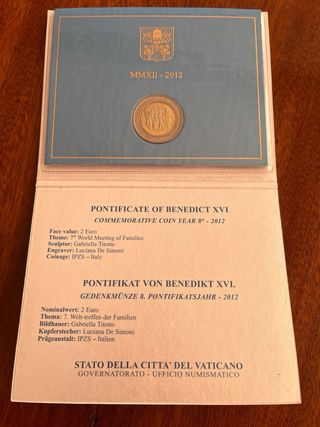 MMXII - 2012
PONTIFICATE OF BENEDICT XVI
COMMEMORATIVE COIN YEAR 8° - 2012
Face value: 2 Euro
Theme: 7th World Meeting of Families
Sculptor: Gabriella Titotto
Engraver: Luciana De Simoni
Coinage: IPZS – Italy
PONTIFIKAT VON BENEDIKT XVI.
GEDENKMÜNZE 8. PONTIFIKATSJAHR - 2012
Nominalwert: 2 Euro
Thema: 7. Welt-treffen der Familien
Bildhauer: Gabriella Titotto
Kupferstecher: Luciana De Simoni
Prägeanstalt: IPZS – Italien
STATO DELLA CITTA' DEL VATICANO
GOVERNATORATO - UFFICIO NUMISMATICO